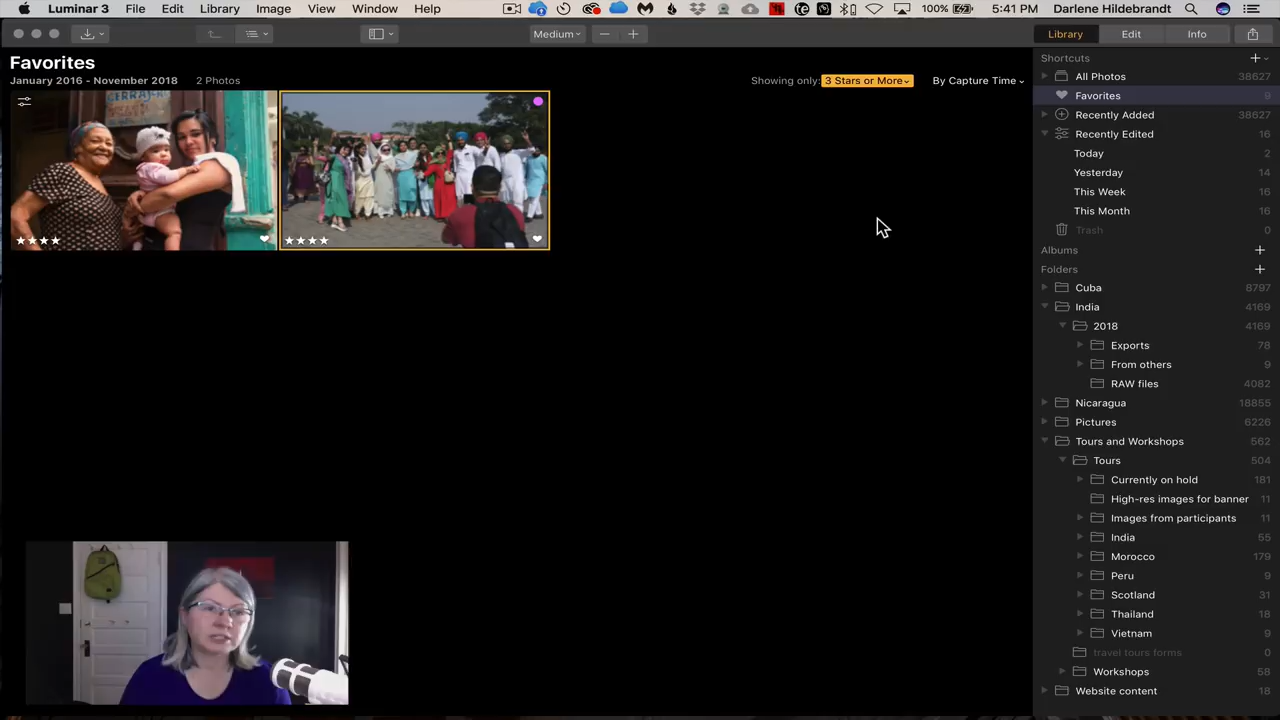 Luminar 3 File Edit Library Image View Window Help 100% 5:41 PM Darlene Hildebrandt
Medium Library Edit Info
Favorites
January 2016 - November 2018 2 Photos Showing only: 3 Stars or More By Capture Time
Shortcuts
All Photos 38627
Favorites 9
Recently Added 38627
Recently Edited 16
Today 2
Yesterday 14
This Week 16
This Month 16
Trash 0
Albums
Folders
Cuba 8797
India 4169
2018 4169
Exports 78
From others 9
RAW files 4082
Nicaragua 18855
Pictures 6226
Tours and Workshops 562
Tours 504
Currently on hold 181
High-res images for banner 11
Images from participants 11
India 55
Morocco 179
Peru 9
Scotland 31
Thailand 18
Vietnam 9
travel tours forms 0
Workshops 58
Website content 18